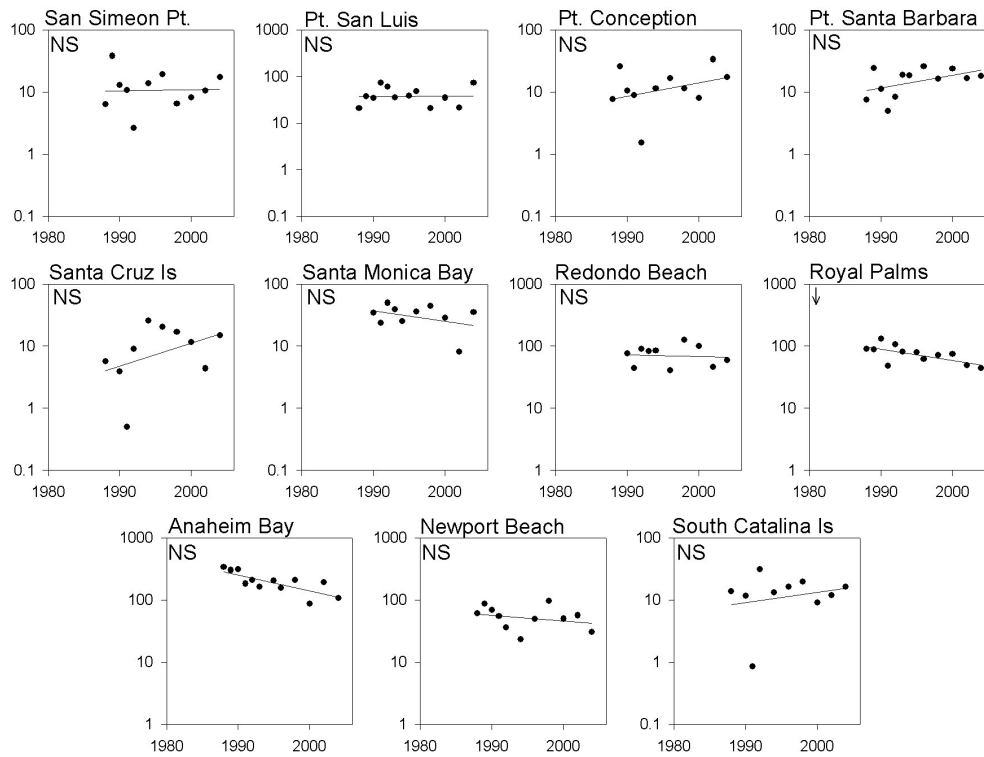 San Simeon Pt.
NS
100
10
1
0.1
1980 1990 2000
Pt. San Luis
NS
1000
100
10
1
1980 1990 2000
Pt. Conception
NS
100
10
1
0.1
1980 1990 2000
Pt. Santa Barbara
NS
100
10
1
0.1
1980 1990 2000
Santa Cruz Is
NS
100
10
1
0.1
1980 1990 2000
Santa Monica Bay
NS
100
10
1
0.1
1980 1990 2000
Redondo Beach
NS
1000
100
10
1
1980 1990 2000
Royal Palms
↓
1000
100
10
1
1980 1990 2000
Anaheim Bay
NS
1000
100
10
1
1980 1990 2000
Newport Beach
NS
1000
100
10
1
1980 1990 2000
South Catalina Is
NS
100
10
1
0.1
1980 1990 2000